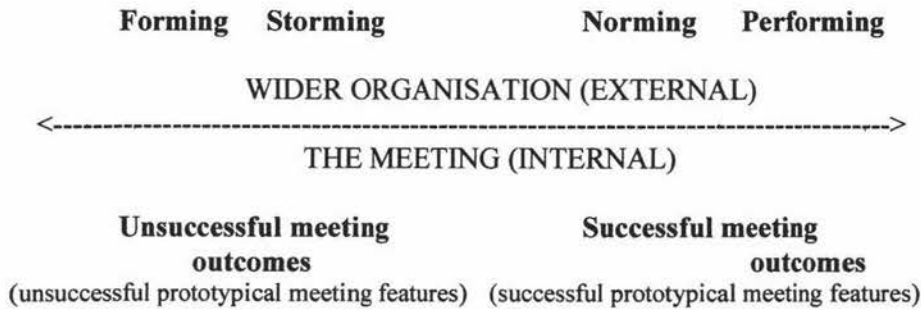 Forming Storming Norming Performing
WIDER ORGANISATION (EXTERNAL)
<------------------------------------------------------------------------------------->
THE MEETING (INTERNAL)
Unsuccessful meeting Successful meeting
outcomes outcomes
(unsuccessful prototypical meeting features) (successful prototypical meeting features)